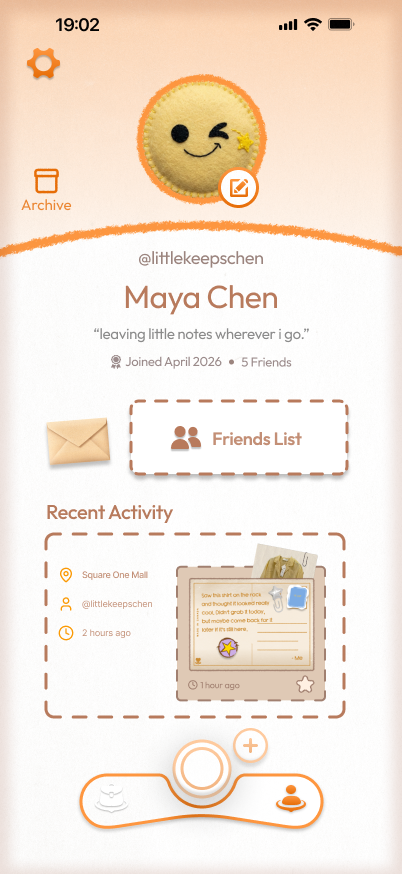 19:02
Archive
@littlekeepschen
Maya Chen
“leaving little notes wherever i go.”
Joined April 2026 • 5 Friends
Friends List
Recent Activity
Square One Mall
@littlekeepschen
2 hours ago
Saw this shirt on the rack
and thought it looked really
cool. Didn't grab it today,
but maybe come back for it
later if it's still here.
- Me
1 hour ago